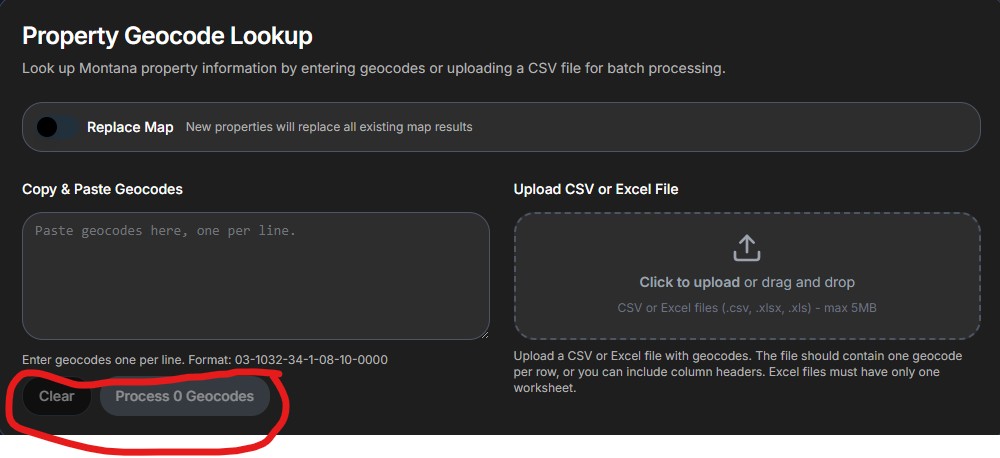 Property Geocode Lookup
Look up Montana property information by entering geocodes or uploading a CSV file for batch processing.
Replace Map New properties will replace all existing map results
Copy & Paste Geocodes
Paste geocodes here, one per line.
Enter geocodes one per line. Format: 03-1032-34-1-08-10-0000
Clear Process 0 Geocodes
Upload CSV or Excel File
Click to upload or drag and drop
CSV or Excel files (.csv, .xlsx, .xls) - max 5MB
Upload a CSV or Excel file with geocodes. The file should contain one geocode
per row, or you can include column headers. Excel files must have only one
worksheet.